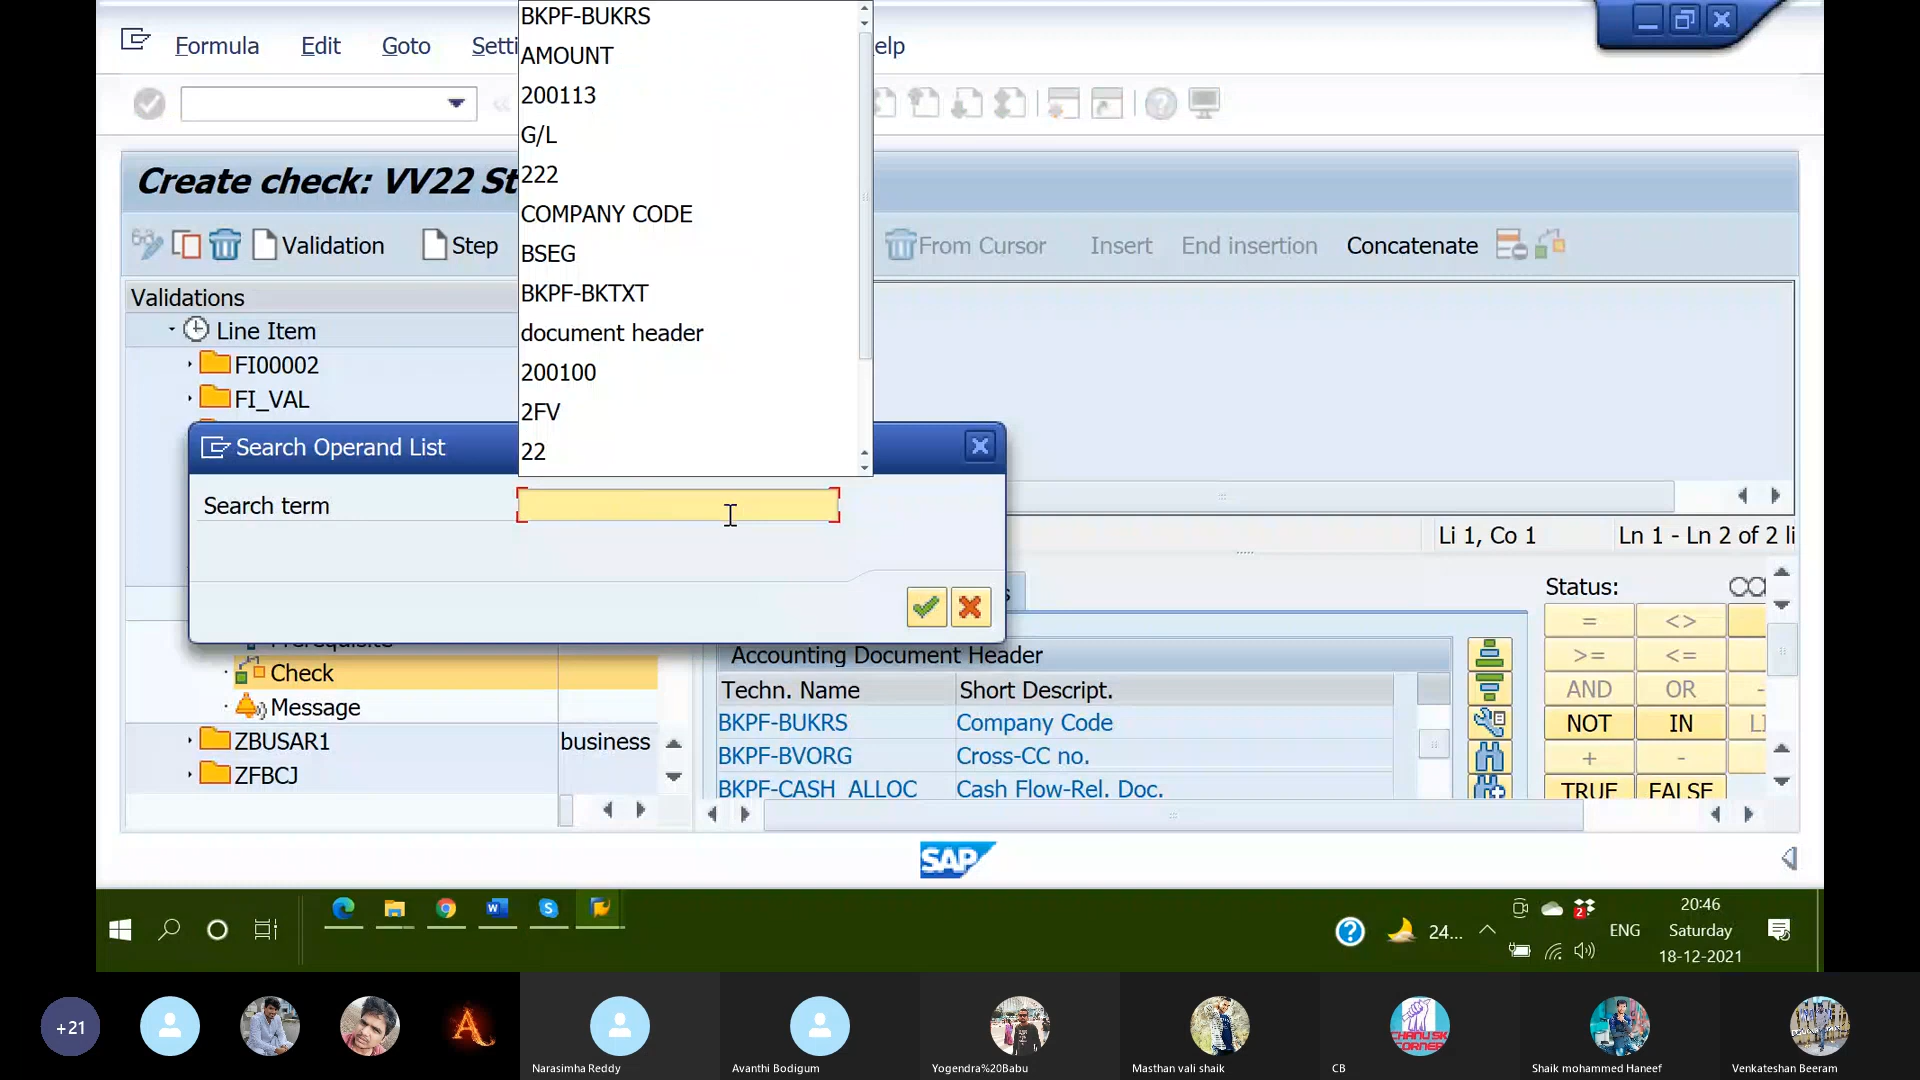 BKPF-BUKRS
AMOUNT
200113
G/L
222
COMPANY CODE
BSEG
BKPF-BKTXT
document header
200100
2FV
22
Formula Edit Goto Setti elp
Create check: VV22 St
Validation Step From Cursor Insert End insertion Concatenate
Validations
Line Item
FI00002
FI_VAL
Search Operand List
Search term
Li 1, Co 1 Ln 1 - Ln 2 of 2 li
Status:
= <>
>= <=
AND OR -
NOT IN LI
+ -
TRUE FALSE
Accounting Document Header
Techn. Name Short Descript.
BKPF-BUKRS Company Code
BKPF-BVORG Cross-CC no.
BKPF-CASH_ALLOC Cash Flow-Rel. Doc.
Prerequisite
Check
Message
ZBUSAR1 business
ZFBCJ
SAP
24...
2
ENG
20:46
Saturday
18-12-2021
+21
A
CHANUSK
CORNER
Narasimha Reddy
Avanthi Bodigum
Yogendra%20Babu
Masthan vali shaik
CB
Shaik mohammed Haneef
Venkateshan Beeram